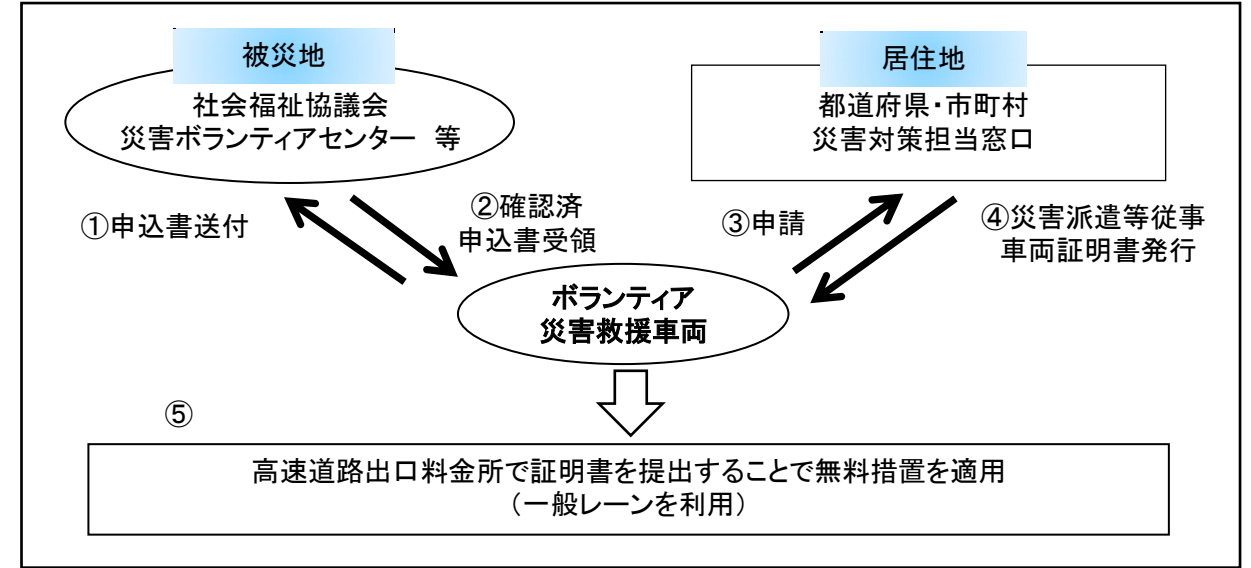 被災地
社会福祉協議会
災害ボランティアセンター 等
居住地
都道府県・市町村
災害対策担当窓口
①申込書送付
②確認済
申込書受領
③申請
④災害派遣等従事
車両証明書発行
ボランティア
災害救援車両
⑤
高速道路出口料金所で証明書を提出することで無料措置を適用
（一般レーンを利用）